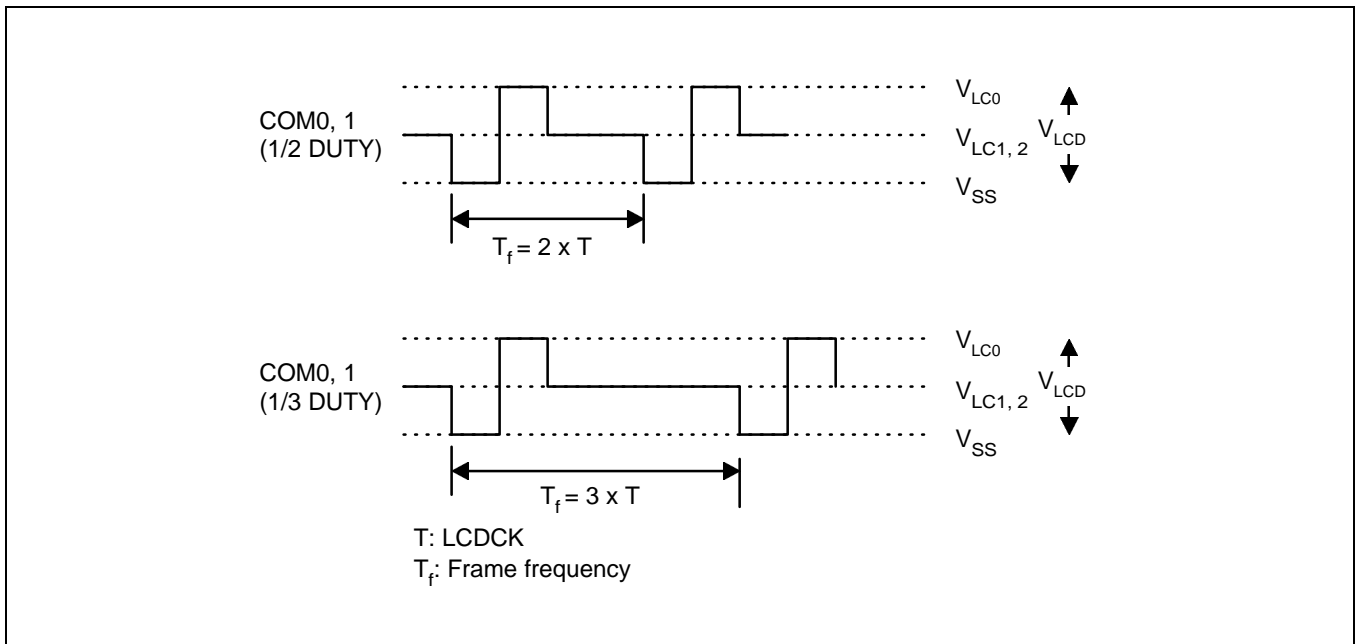 COM0, 1
(1/2 DUTY)
V_LC0
V_LC1, 2
V_LCD
V_SS
T_f = 2 x T
COM0, 1
(1/3 DUTY)
V_LC0
V_LC1, 2
V_LCD
V_SS
T_f = 3 x T
T: LCDCK
T_f: Frame frequency